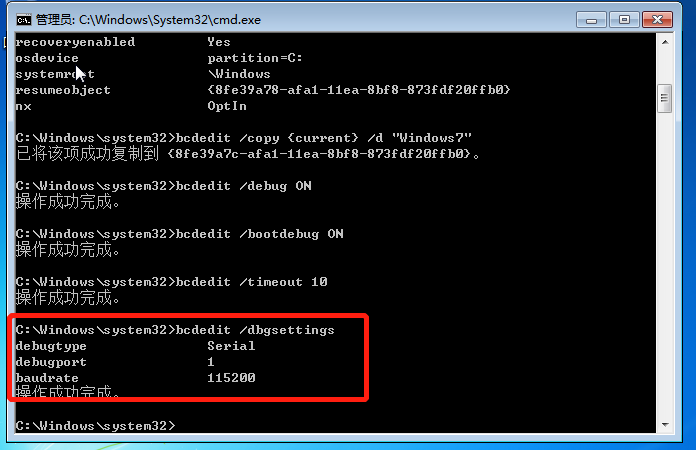 管理员: C:\Windows\System32\cmd.exe
recoveryenabled         Yes
osdevice                partition=C:
systemroot              \Windows
resumeobject            {8fe39a78-afa1-11ea-8bf8-873fdf20ffb0}
nx                      OptIn
C:\Windows\system32>bcdedit /copy {current} /d "Windows7"
已将该项成功复制到 {8fe39a7c-afa1-11ea-8bf8-873fdf20ffb0}。
C:\Windows\system32>bcdedit /debug ON
操作成功完成。
C:\Windows\system32>bcdedit /bootdebug ON
操作成功完成。
C:\Windows\system32>bcdedit /timeout 10
操作成功完成。
C:\Windows\system32>bcdedit /dbgsettings
debugtype               Serial
debugport               1
baudrate                115200
操作成功完成。
C:\Windows\system32>